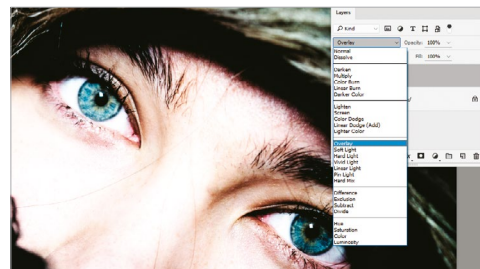 Layers
Kind
T
Overlay
Opacity: 100%
Fill: 100%
Normal
Dissolve
Darken
Multiply
Color Burn
Linear Burn
Darker Color
Lighten
Screen
Color Dodge
Linear Dodge (Add)
Lighter Color
Overlay
Soft Light
Hard Light
Vivid Light
Linear Light
Pin Light
Hard Mix
Difference
Exclusion
Subtract
Divide
Hue
Saturation
Color
Luminosity